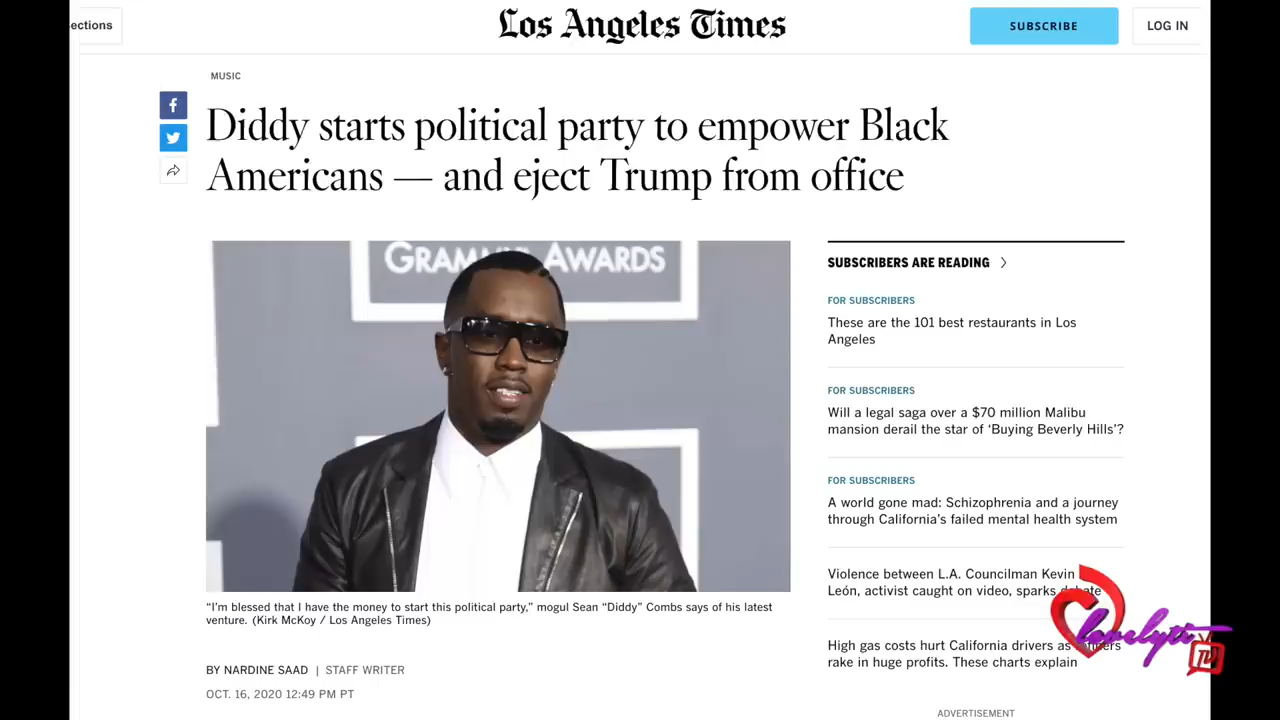 ections
Los Angeles Times
SUBSCRIBE
LOG IN
MUSIC
Diddy starts political party to empower Black
Americans — and eject Trump from office
GRAMMY AWARDS
“I’m blessed that I have the money to start this political party,” mogul Sean “Diddy” Combs says of his latest
venture. (Kirk McKoy / Los Angeles Times)
BY NARDINE SAAD | STAFF WRITER
OCT. 16, 2020 12:49 PM PT
SUBSCRIBERS ARE READING >
FOR SUBSCRIBERS
These are the 101 best restaurants in Los
Angeles
FOR SUBSCRIBERS
Will a legal saga over a $70 million Malibu
mansion derail the star of ‘Buying Beverly Hills’?
FOR SUBSCRIBERS
A world gone mad: Schizophrenia and a journey
through California’s failed mental health system
Violence between L.A. Councilman Kevin
León, activist caught on video, sparks debate
High gas costs hurt California drivers as
rake in huge profits. These charts explain
lovelyti
TV
ADVERTISEMENT